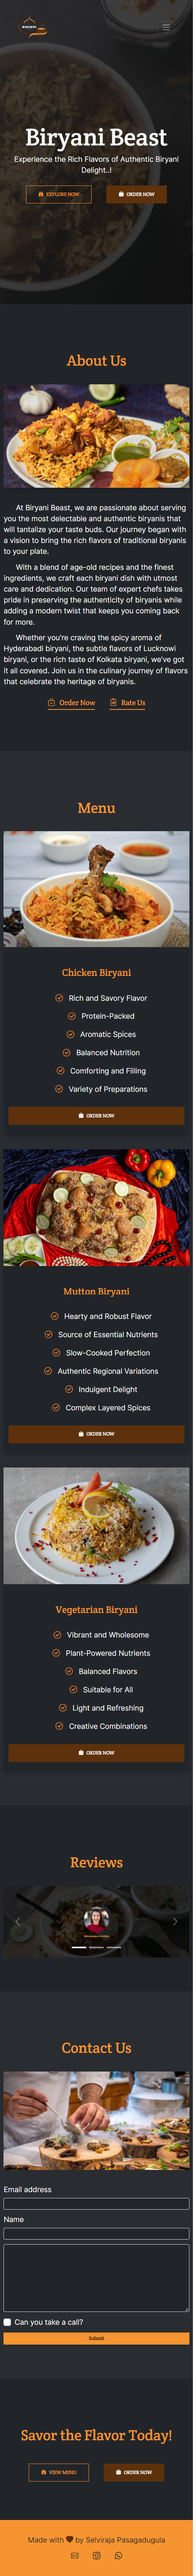 BIRYANI
Biryani Beast
Experience the Rich Flavors of Authentic Biryani
Delight..!
EXPLORE NOW
ORDER NOW
About Us
At Biryani Beast, we are passionate about serving
you the most delectable and authentic biryanis that
will tantalize your taste buds. Our journey began with
a vision to bring the rich flavors of traditional biryanis
to your plate.
With a blend of age-old recipes and the finest
ingredients, we craft each biryani dish with utmost
care and dedication. Our team of expert chefs takes
pride in preserving the authenticity of biryanis while
adding a modern twist that keeps you coming back
for more.
Whether you're craving the spicy aroma of
Hyderabadi biryani, the subtle flavors of Lucknowi
biryani, or the rich taste of Kolkata biryani, we've got
it all covered. Join us in the culinary journey of flavors
that celebrate the heritage of biryanis.
Order Now
Rate Us
Menu
Chicken Biryani
Rich and Savory Flavor
Protein-Packed
Aromatic Spices
Balanced Nutrition
Comforting and Filling
Variety of Preparations
ORDER NOW
Mutton Biryani
Hearty and Robust Flavor
Source of Essential Nutrients
Slow-Cooked Perfection
Authentic Regional Variations
Indulgent Delight
Complex Layered Spices
ORDER NOW
Vegetarian Biryani
Vibrant and Wholesome
Plant-Powered Nutrients
Balanced Flavors
Suitable for All
Light and Refreshing
Creative Combinations
ORDER NOW
Reviews
Contact Us
Email address
Name
Can you take a call?
Submit
Savor the Flavor Today!
VIEW MENU
ORDER NOW
Made with by Selviraja Pasagadugula